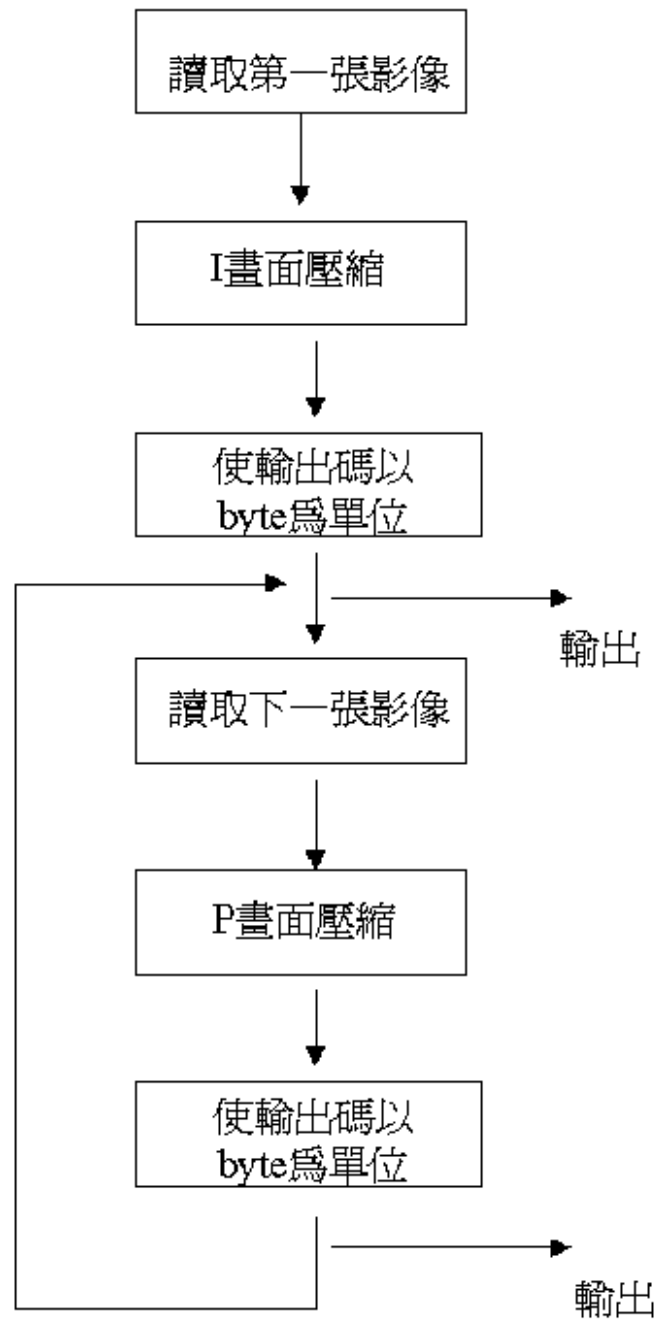 讀取第一張影像
I畫面壓縮
使輸出碼以
byte爲單位
輸出
讀取下一張影像
P畫面壓縮
使輸出碼以
byte爲單位
輸出